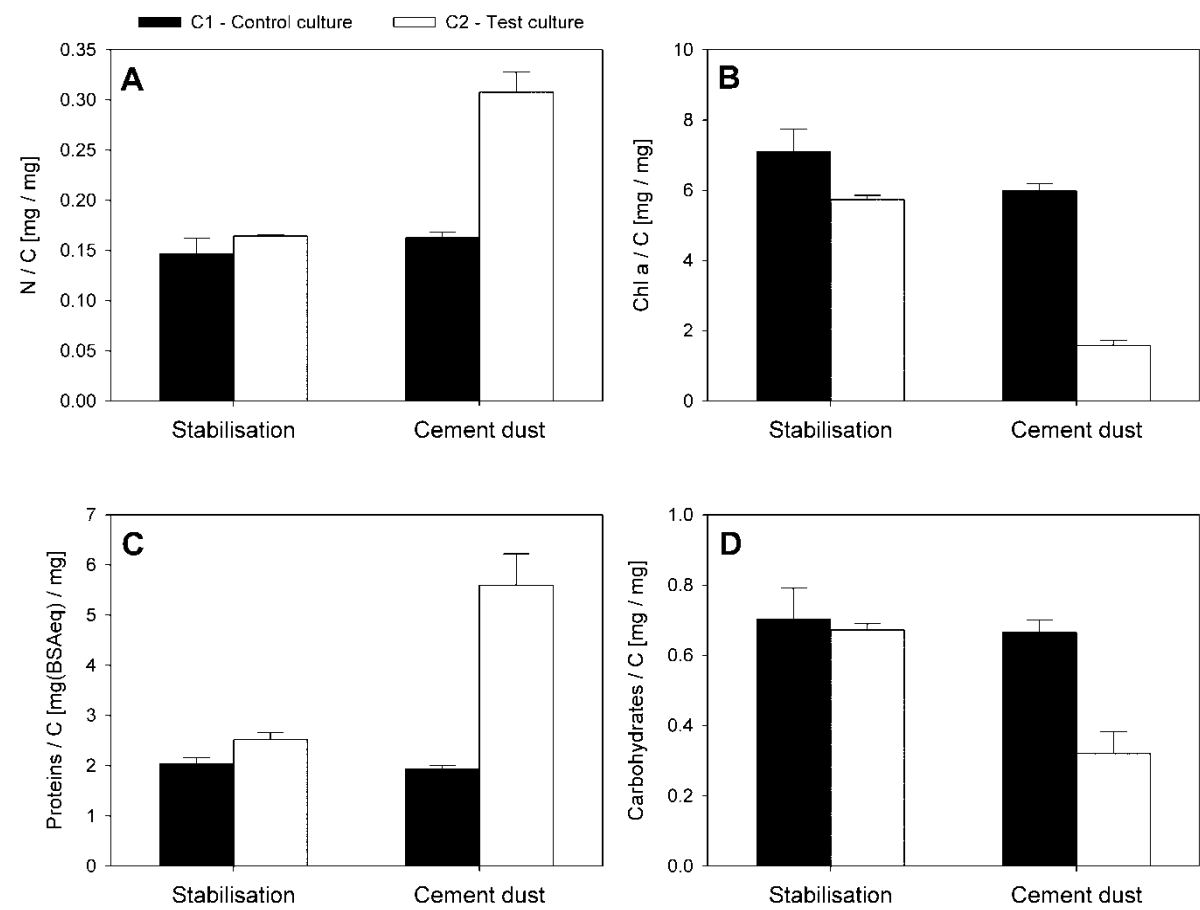 C1 - Control culture C2 - Test culture
A
N / C [mg / mg]
0.35
0.30
0.25
0.20
0.15
0.10
0.05
0.00
Stabilisation Cement dust
B
Chl a / C [mg / mg]
10
8
6
4
2
0
Stabilisation Cement dust
C
Proteins / C [mg(BSAeq) / mg]
7
6
5
4
3
2
1
0
Stabilisation Cement dust
D
Carbohydrates / C [mg / mg]
1.0
0.8
0.6
0.4
0.2
0.0
Stabilisation Cement dust